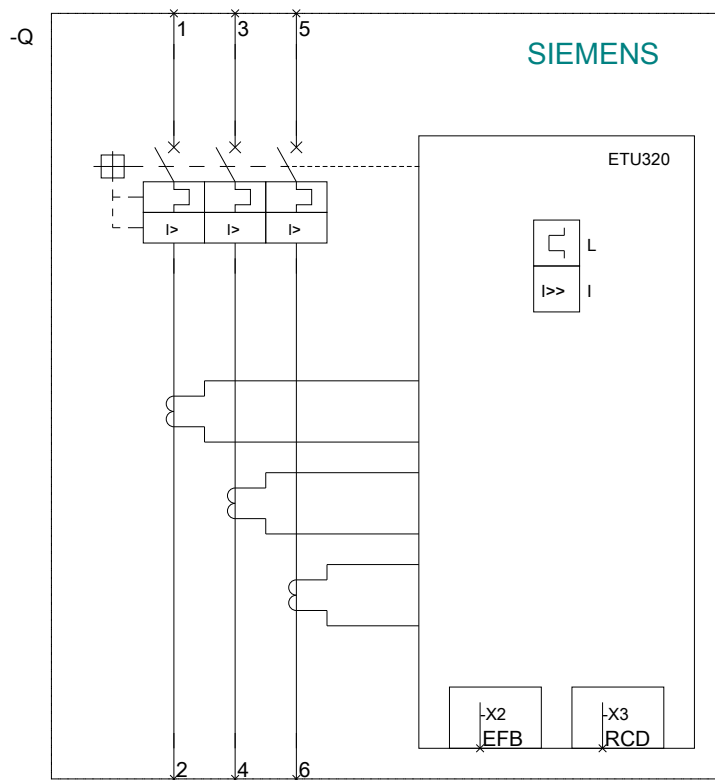 -Q
1 3 5
SIEMENS
ETU320
I> I> I>
L
I>> I
-X2
EFB
-X3
RCD
2 4 6